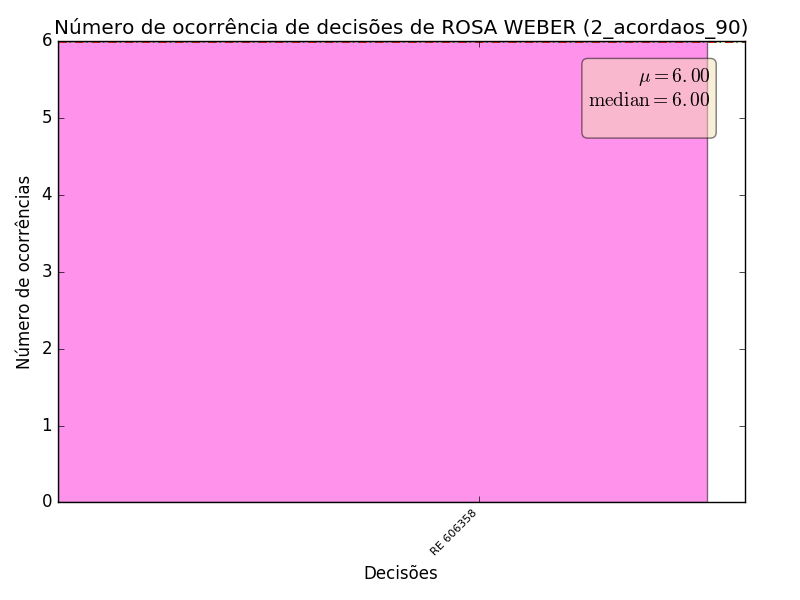 Número de ocorrência de decisões de ROSA WEBER (2_acordaos_90)
μ = 6.00
median = 6.00
6
5
4
3
2
1
0
Número de ocorrências
RE 606358
Decisões